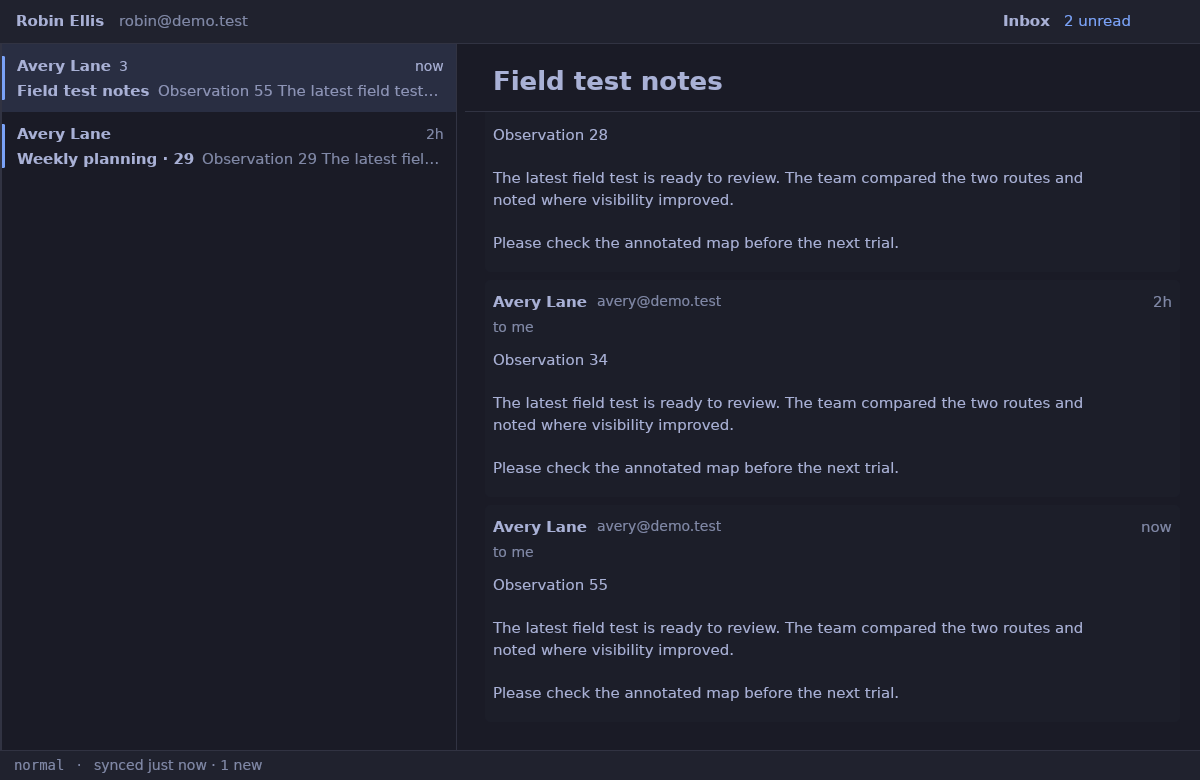 Robin Ellis robin@demo.test Inbox 2 unread
Avery Lane 3 now
Field test notes Observation 55 The latest field test…
Avery Lane 2h
Weekly planning · 29 Observation 29 The latest fiel…
Field test notes
Observation 28
The latest field test is ready to review. The team compared the two routes and
noted where visibility improved.
Please check the annotated map before the next trial.
Avery Lane avery@demo.test 2h
to me
Observation 34
The latest field test is ready to review. The team compared the two routes and
noted where visibility improved.
Please check the annotated map before the next trial.
Avery Lane avery@demo.test now
to me
Observation 55
The latest field test is ready to review. The team compared the two routes and
noted where visibility improved.
Please check the annotated map before the next trial.
normal · synced just now · 1 new